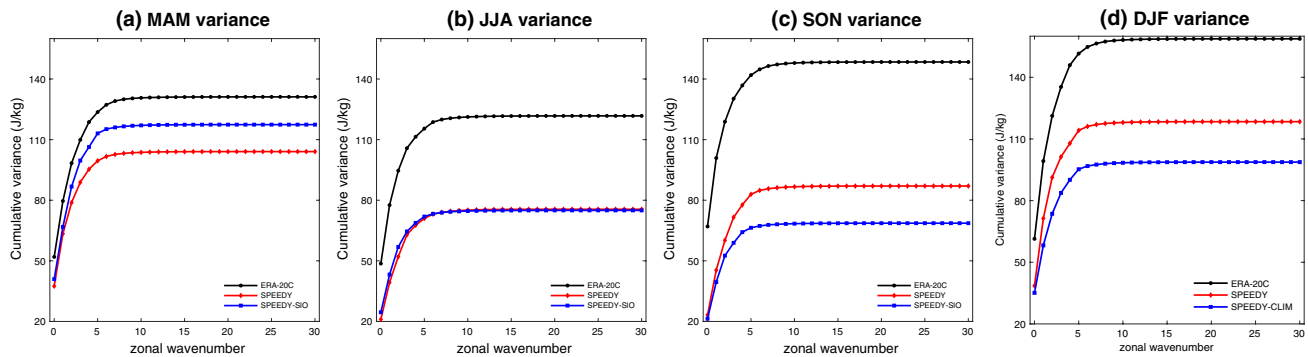 (a) MAM variance
Cumulative variance (J/kg)
140
110
80
50
20
0 5 10 15 20 25 30
zonal wavenumber
ERA-20C
SPEEDY
SPEEDY-SIO
(b) JJA variance
Cumulative variance (J/kg)
140
110
80
50
20
0 5 10 15 20 25 30
zonal wavenumber
ERA-20C
SPEEDY
SPEEDY-SIO
(c) SON variance
Cumulative variance (J/kg)
140
110
80
50
20
0 5 10 15 20 25 30
zonal wavenumber
ERA-20C
SPEEDY
SPEEDY-SIO
(d) DJF variance
Cumulative variance (J/kg)
140
110
80
50
20
0 5 10 15 20 25 30
zonal wavenumber
ERA-20C
SPEEDY
SPEEDY-CLIM